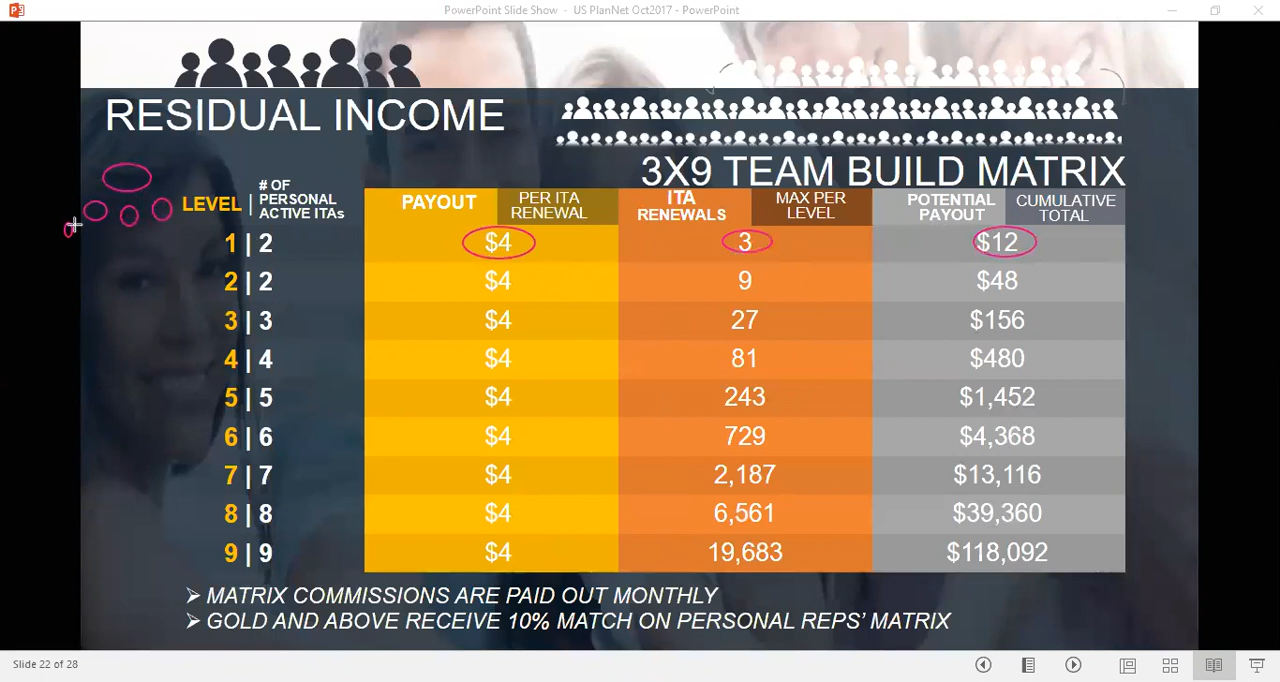 PowerPoint Slide Show - US PlanNet Oct2017 - PowerPoint
RESIDUAL INCOME
3X9 TEAM BUILD MATRIX
LEVEL | # OF PERSONAL ACTIVE ITAs
PAYOUT
PER ITA RENEWAL
ITA RENEWALS
MAX PER LEVEL
POTENTIAL PAYOUT
CUMULATIVE TOTAL
1 | 2 $4 3 $12
2 | 2 $4 9 $48
3 | 3 $4 27 $156
4 | 4 $4 81 $480
5 | 5 $4 243 $1,452
6 | 6 $4 729 $4,368
7 | 7 $4 2,187 $13,116
8 | 8 $4 6,561 $39,360
9 | 9 $4 19,683 $118,092
➢ MATRIX COMMISSIONS ARE PAID OUT MONTHLY
➢ GOLD AND ABOVE RECEIVE 10% MATCH ON PERSONAL REPS' MATRIX
Slide 22 of 28